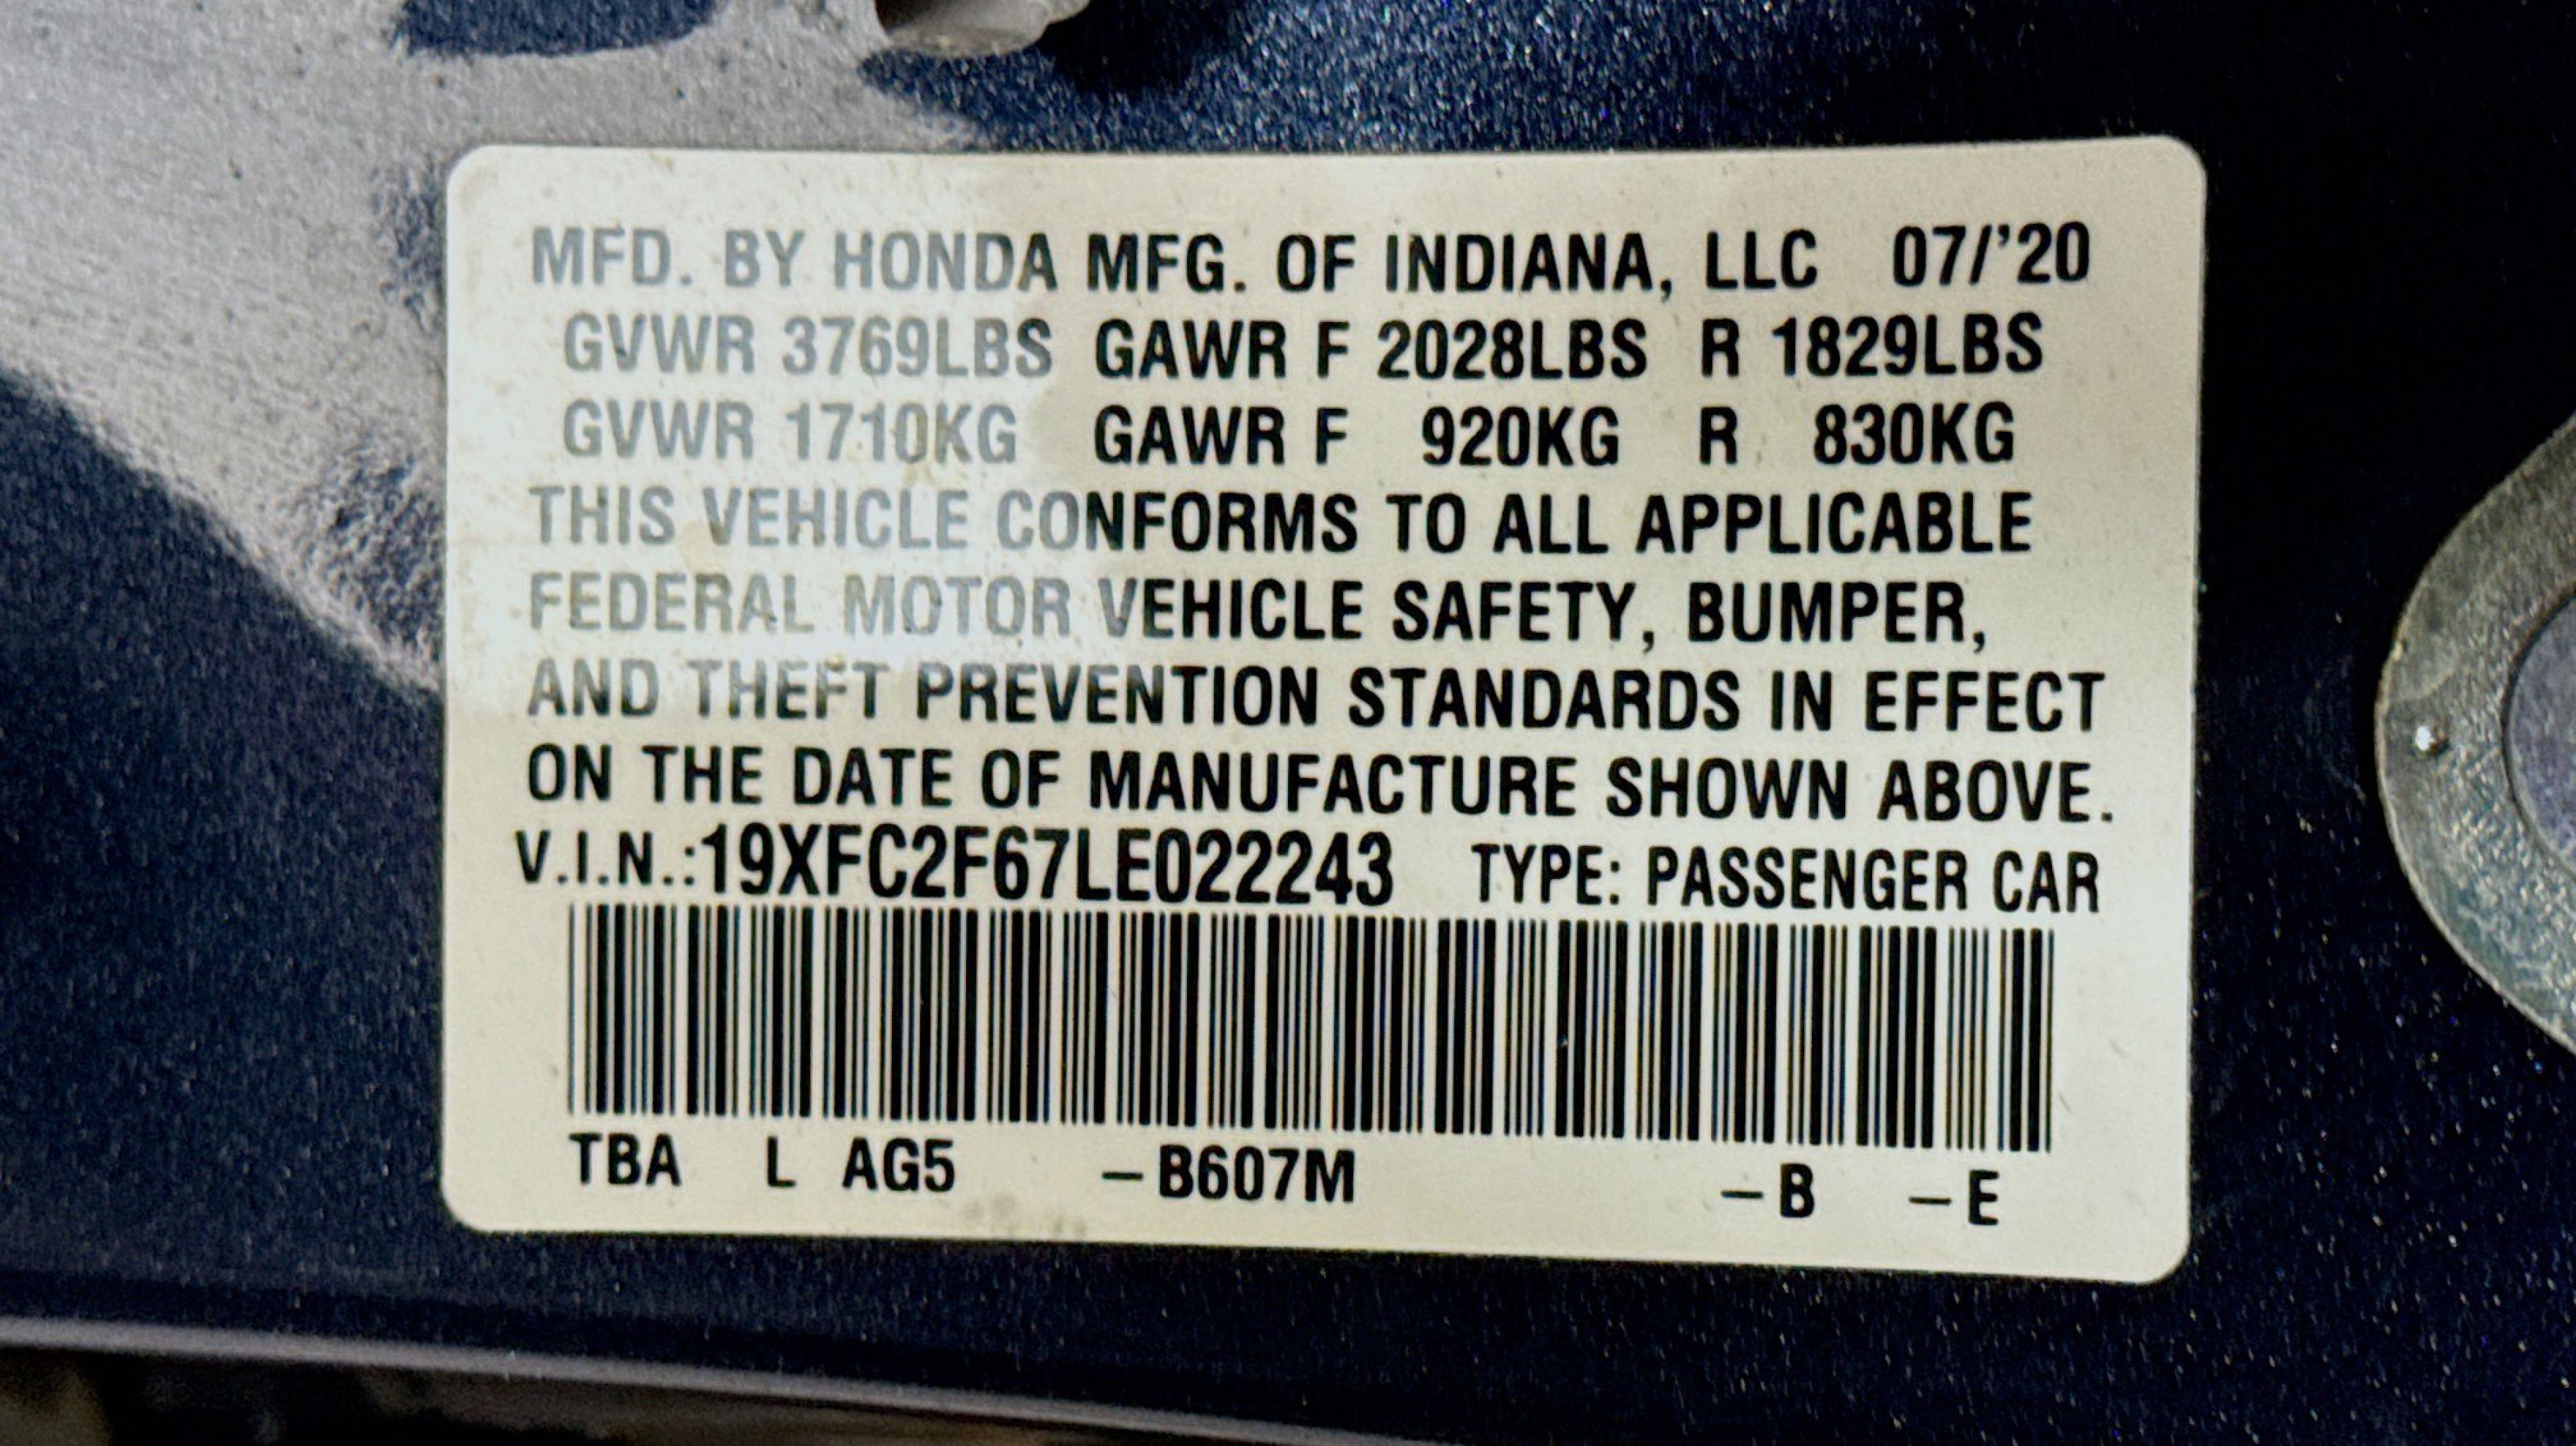 MFD. BY HONDA MFG. OF INDIANA, LLC 07/'20
GVWR 3769LBS GAWR F 2028LBS R 1829LBS
GVWR 1710KG GAWR F 920KG R 830KG
THIS VEHICLE CONFORMS TO ALL APPLICABLE
FEDERAL MOTOR VEHICLE SAFETY, BUMPER,
AND THEFT PREVENTION STANDARDS IN EFFECT
ON THE DATE OF MANUFACTURE SHOWN ABOVE.
V.I.N.:19XFC2F67LE022243 TYPE: PASSENGER CAR
TBA L AG5 –B607M –B –E